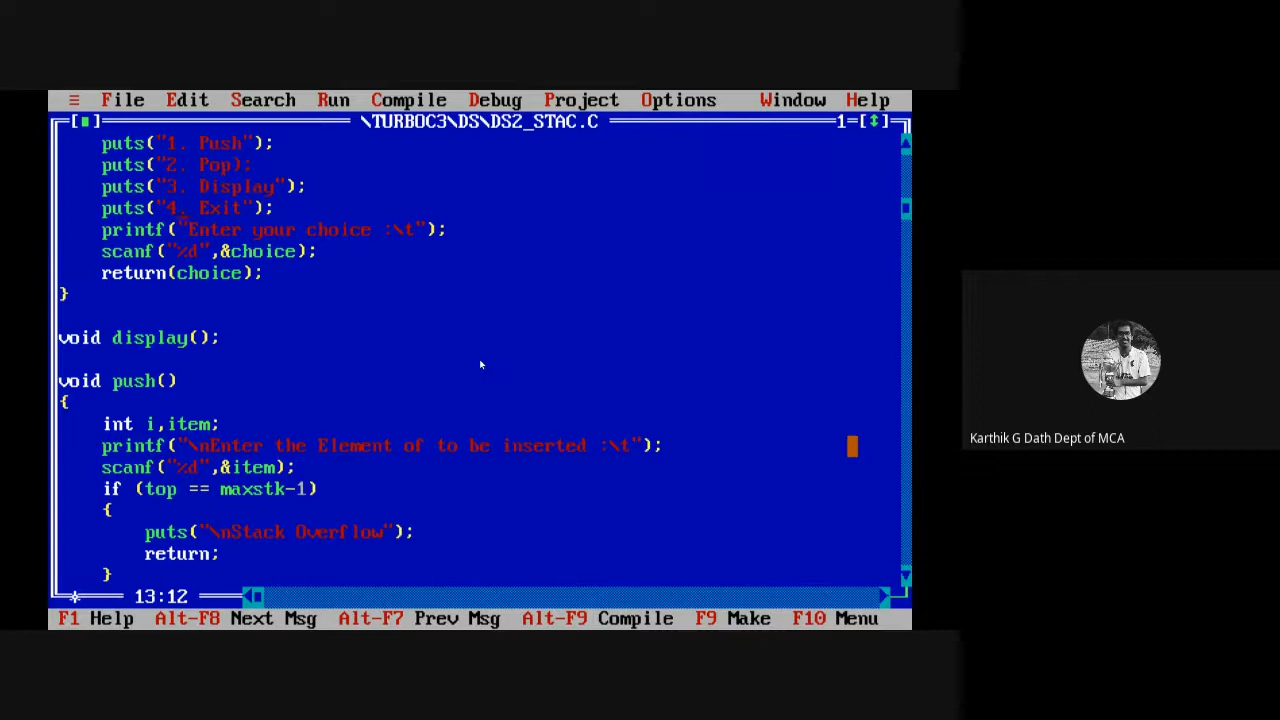 ≡ File Edit Search Run Compile Debug Project Options Window Help
[■] \TURBOC3\DS\DS2_STAC.C 1=[↕]
puts("1. Push");
puts("2. Pop);
puts("3. Display");
puts("4. Exit");
printf("Enter your choice :\t");
scanf("%d",&choice);
return(choice);
}
void display();
void push()
{
int i,item;
printf("\nEnter the Element of to be inserted :\t");
scanf("%d",&item);
if (top == maxstk-1)
{
puts("\nStack Overflow");
return;
}
13:12
F1 Help Alt-F8 Next Msg Alt-F7 Prev Msg Alt-F9 Compile F9 Make F10 Menu
Karthik G Dath Dept of MCA